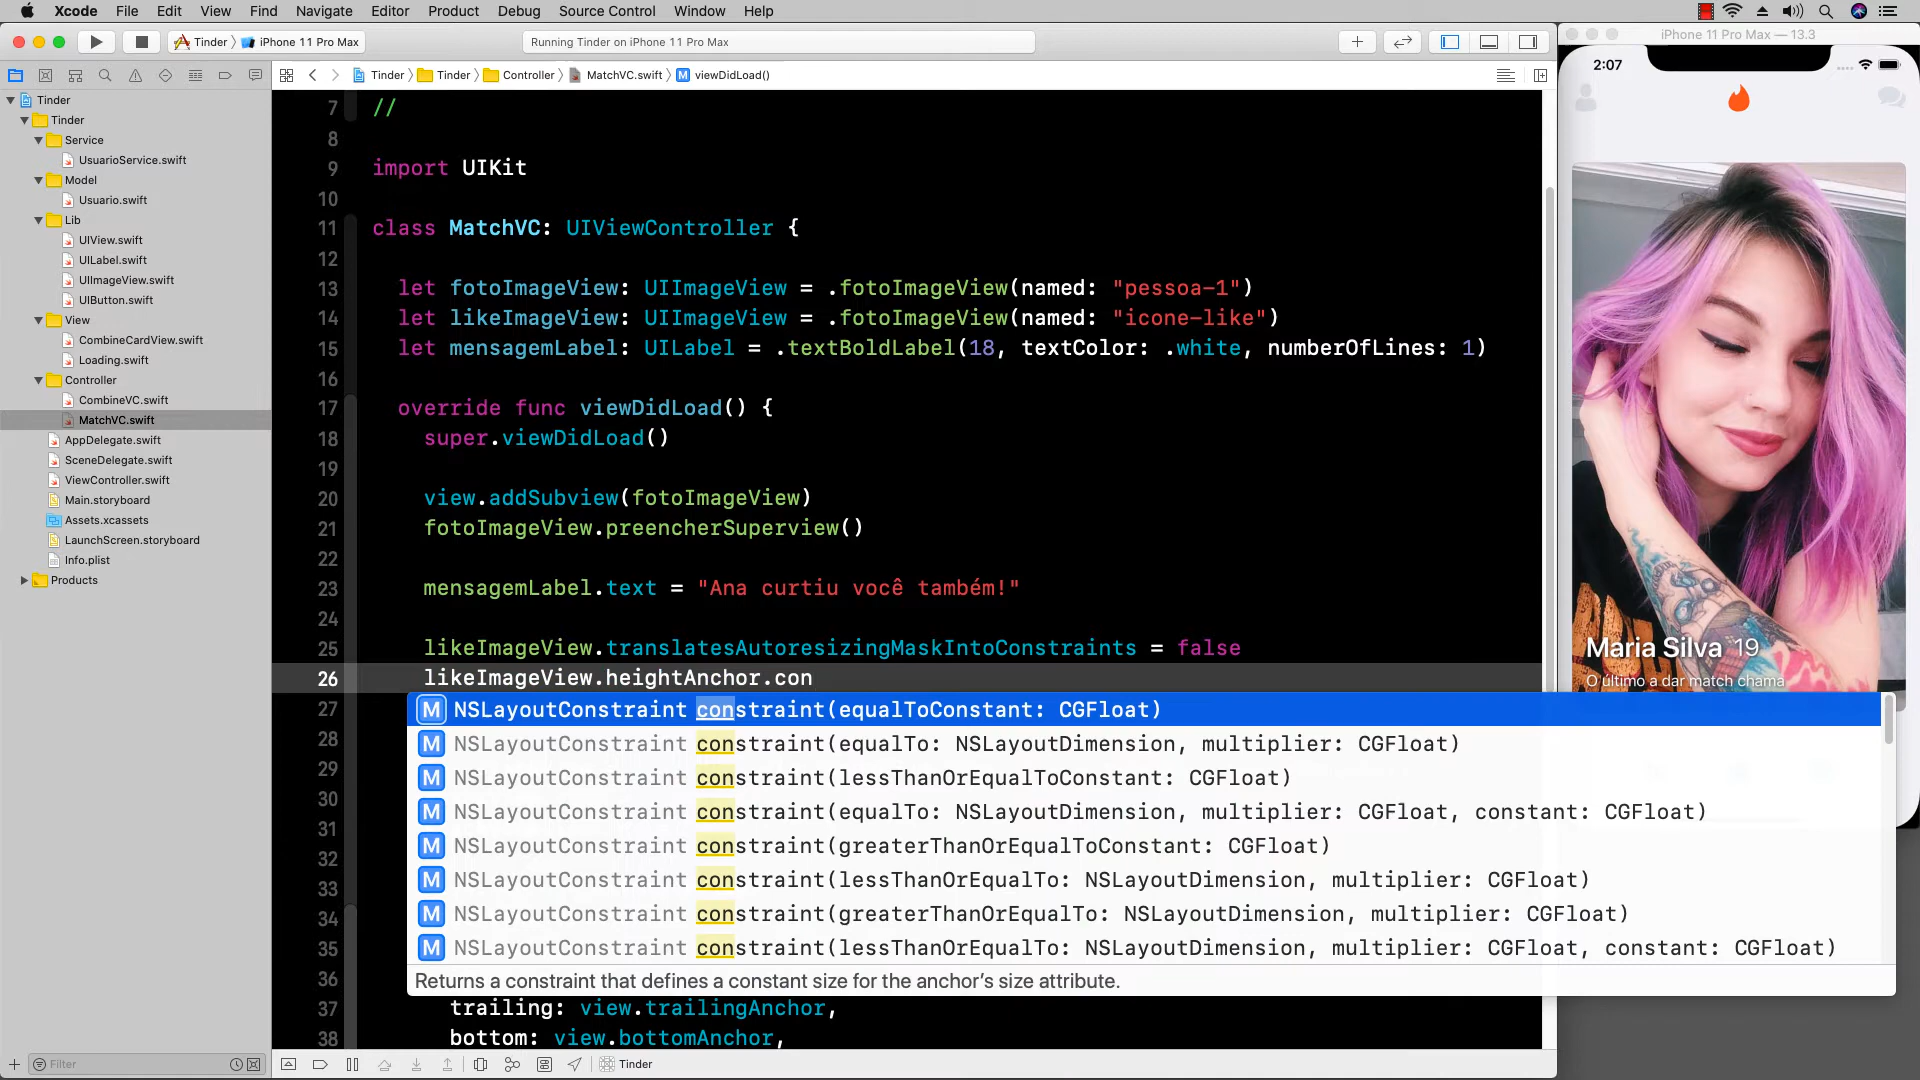 Xcode File Edit View Find Navigate Editor Product Debug Source Control Window Help
Tinder iPhone 11 Pro Max
Running Tinder on iPhone 11 Pro Max
iPhone 11 Pro Max — 13.3
Tinder Tinder Controller MatchVC.swift M viewDidLoad()
2:07
Tinder
Tinder
Service
UsuarioService.swift
Model
Usuario.swift
Lib
UIView.swift
UILabel.swift
UIImageView.swift
UIButton.swift
View
CombineCardView.swift
Loading.swift
Controller
CombineVC.swift
MatchVC.swift
AppDelegate.swift
SceneDelegate.swift
ViewController.swift
Main.storyboard
Assets.xcassets
LaunchScreen.storyboard
Info.plist
Products
Filter
7 //
8
9 import UIKit
10
11 class MatchVC: UIViewController {
12
13 let fotoImageView: UIImageView = .fotoImageView(named: "pessoa-1")
14 let likeImageView: UIImageView = .fotoImageView(named: "icone-like")
15 let mensagemLabel: UILabel = .textBoldLabel(18, textColor: .white, numberOfLines: 1)
16
17 override func viewDidLoad() {
18 super.viewDidLoad()
19
20 view.addSubview(fotoImageView)
21 fotoImageView.preencherSuperview()
22
23 mensagemLabel.text = "Ana curtiu você também!"
24
25 likeImageView.translatesAutoresizingMaskIntoConstraints = false
26 likeImageView.heightAnchor.con
27 M NSLayoutConstraint constraint(equalToConstant: CGFloat)
28 M NSLayoutConstraint constraint(equalTo: NSLayoutDimension, multiplier: CGFloat)
29 M NSLayoutConstraint constraint(lessThanOrEqualToConstant: CGFloat)
30 M NSLayoutConstraint constraint(equalTo: NSLayoutDimension, multiplier: CGFloat, constant: CGFloat)
31 M NSLayoutConstraint constraint(greaterThanOrEqualToConstant: CGFloat)
32
33 M NSLayoutConstraint constraint(lessThanOrEqualTo: NSLayoutDimension, multiplier: CGFloat)
34 M NSLayoutConstraint constraint(greaterThanOrEqualTo: NSLayoutDimension, multiplier: CGFloat)
35 M NSLayoutConstraint constraint(lessThanOrEqualTo: NSLayoutDimension, multiplier: CGFloat, constant: CGFloat)
36 Returns a constraint that defines a constant size for the anchor's size attribute.
37 trailing: view.trailingAnchor,
38 bottom: view.bottomAnchor,
Tinder
Maria Silva 19
O último a dar match chama